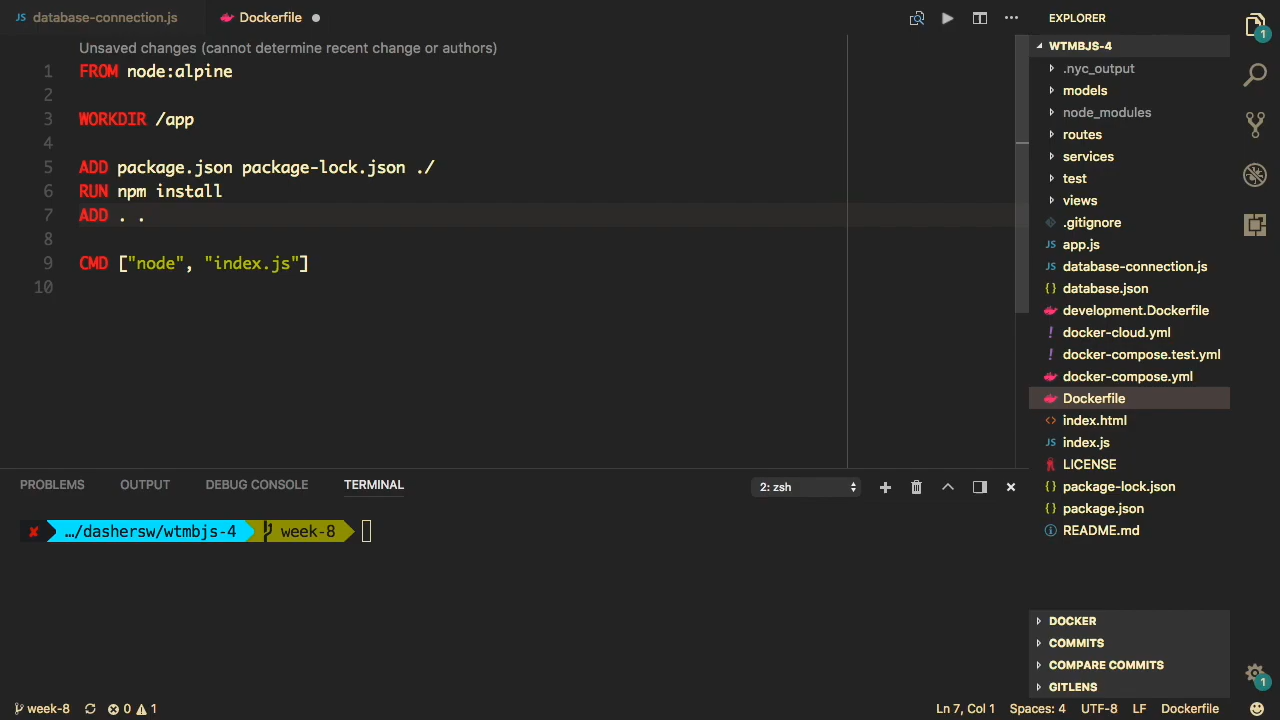 database-connection.js
Dockerfile
Unsaved changes (cannot determine recent change or authors)
1 FROM node:alpine
2
3 WORKDIR /app
4
5 ADD package.json package-lock.json ./
6 RUN npm install
7 ADD . .
8
9 CMD ["node", "index.js"]
10
PROBLEMS OUTPUT DEBUG CONSOLE TERMINAL 2: zsh
✘ …/dashersw/wtmbjs-4 week-8
EXPLORER
WTMBJS-4
.nyc_output
models
node_modules
routes
services
test
views
.gitignore
JS app.js
JS database-connection.js
{} database.json
development.Dockerfile
! docker-cloud.yml
! docker-compose.test.yml
docker-compose.yml
Dockerfile
<> index.html
JS index.js
LICENSE
{} package-lock.json
{} package.json
README.md
DOCKER
COMMITS
COMPARE COMMITS
GITLENS
1
1
week-8 0 1 Ln 7, Col 1 Spaces: 4 UTF-8 LF Dockerfile